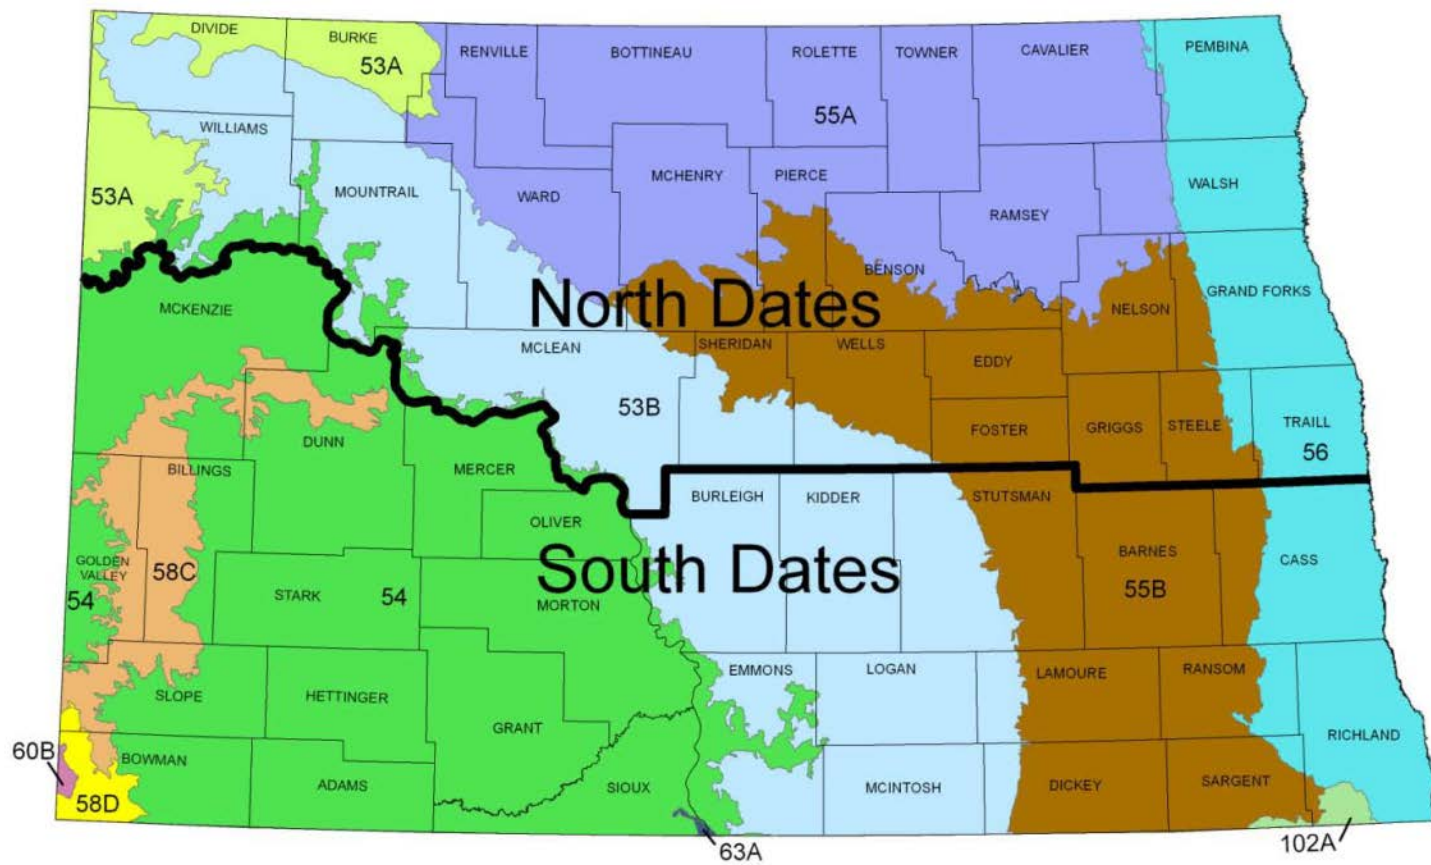 DIVIDE
BURKE
53A
RENVILLE
BOTTINEAU
ROLETTE
TOWNER
CAVALIER
PEMBINA
WILLIAMS
55A
53A
MOUNTRAIL
WARD
MCHENRY
PIERCE
RAMSEY
WALSH
MCKENZIE
North Dates
BENSON
NELSON
GRAND FORKS
MCLEAN
SHERIDAN
WELLS
EDDY
53B
DUNN
FOSTER
GRIGGS
STEELE
TRAILL
56
BILLINGS
MERCER
BURLEIGH
KIDDER
STUTSMAN
OLIVER
South Dates
BARNES
CASS
GOLDEN
VALLEY
58C
54
STARK
54
MORTON
55B
EMMONS
LOGAN
LAMOURE
RANSOM
SLOPE
HETTINGER
GRANT
RICHLAND
60B
BOWMAN
58D
ADAMS
SIOUX
MCINTOSH
DICKEY
SARGENT
63A
102A